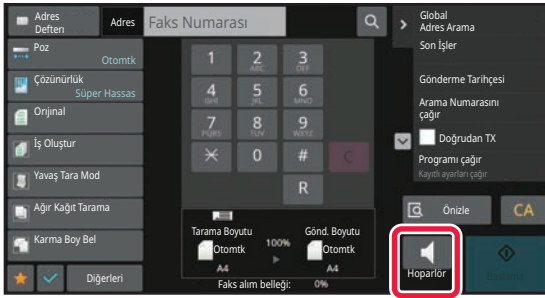 Adres
Defteri
Adres
Faks Numarası
Poz
Otomtk
Çözünürlük
Süper Hassas
Orijinal
İş Oluştur
Yavaş Tara Mod
Ağır Kağıt Tarama
Karma Boy Bel
Diğerleri
1
2
ABC
3
DEF
4
GHI
5
JKL
6
MNO
7
PQRS
8
TUV
9
WXYZ
0
#
C
R
Tarama Boyutu
Otomtk
A4
100%
Gönd. Boyutu
Otomtk
A4
Faks alım belleği: 0%
Global
Adres Arama
Son İşler
Gönderme Tarihçesi
Arama Numarasını
çağır
Doğrudan TX
Programı çağır
Kayıtlı ayarları çağır
Önizle
CA
Hoparlör